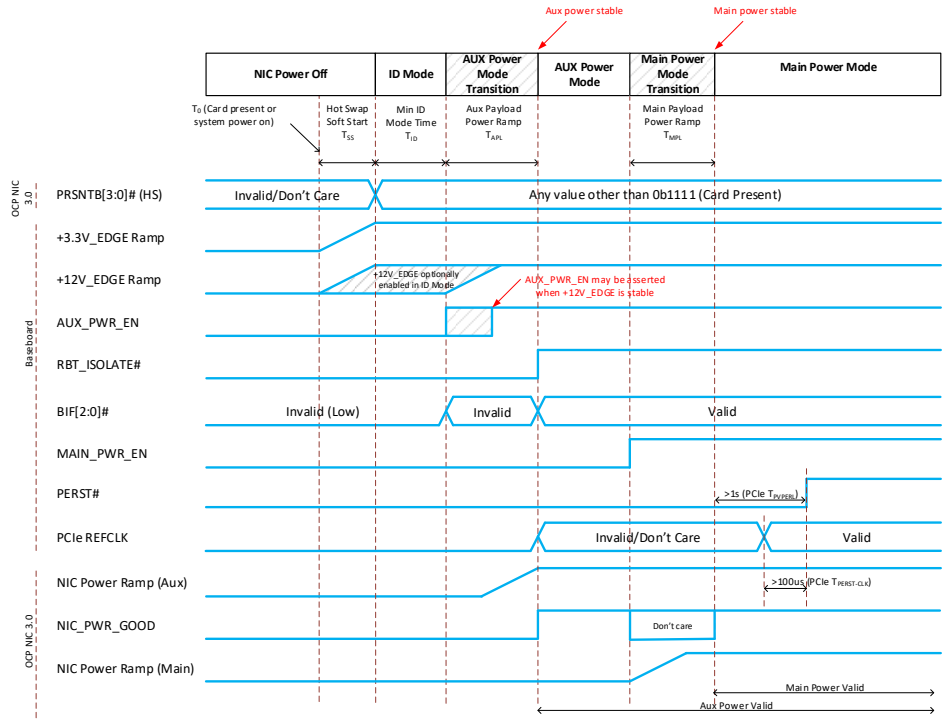 Aux power stable
Main power stable
NIC Power Off
ID Mode
AUX Power
Mode
Transition
AUX Power
Mode
Main Power
Mode
Transition
Main Power Mode
T0 (Card present or
system power on)
Hot Swap
Soft Start
TSS
Min ID
Mode Time
TID
Aux Payload
Power Ramp
TAPL
Main Payload
Power Ramp
TMPL
OCP NIC
3.0
PRSNTB[3:0]# (HS)
Invalid/Don't Care
Any value other than 0b1111 (Card Present)
Baseboard
+3.3V_EDGE Ramp
+12V_EDGE Ramp
+12V_EDGE optionally
enabled in ID Mode
AUX_PWR_EN may be asserted
when +12V_EDGE is stable
AUX_PWR_EN
RBT_ISOLATE#
BIF[2:0]#
Invalid (Low)
Invalid
Valid
MAIN_PWR_EN
PERST#
>1s (PCIe TPVPERL)
PCIe REFCLK
Invalid/Don't Care
Valid
OCP NIC 3.0
NIC Power Ramp (Aux)
>100us (PCIe TPERST-CLK)
NIC_PWR_GOOD
Don't care
NIC Power Ramp (Main)
Main Power Valid
Aux Power Valid